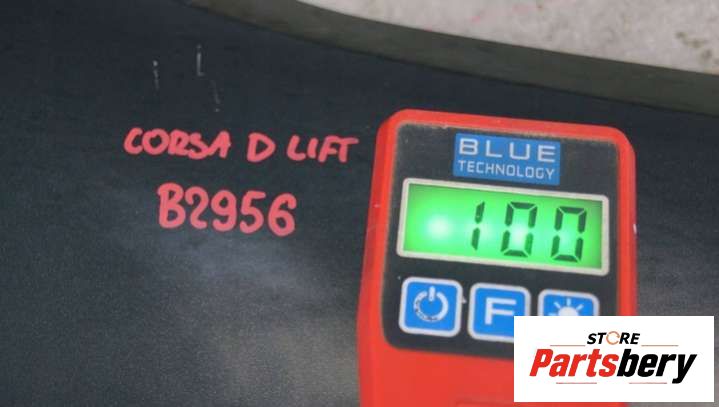 CORSA D LIFT
B2956
BLUE
TECHNOLOGY
100
F
STORE
Partsbery